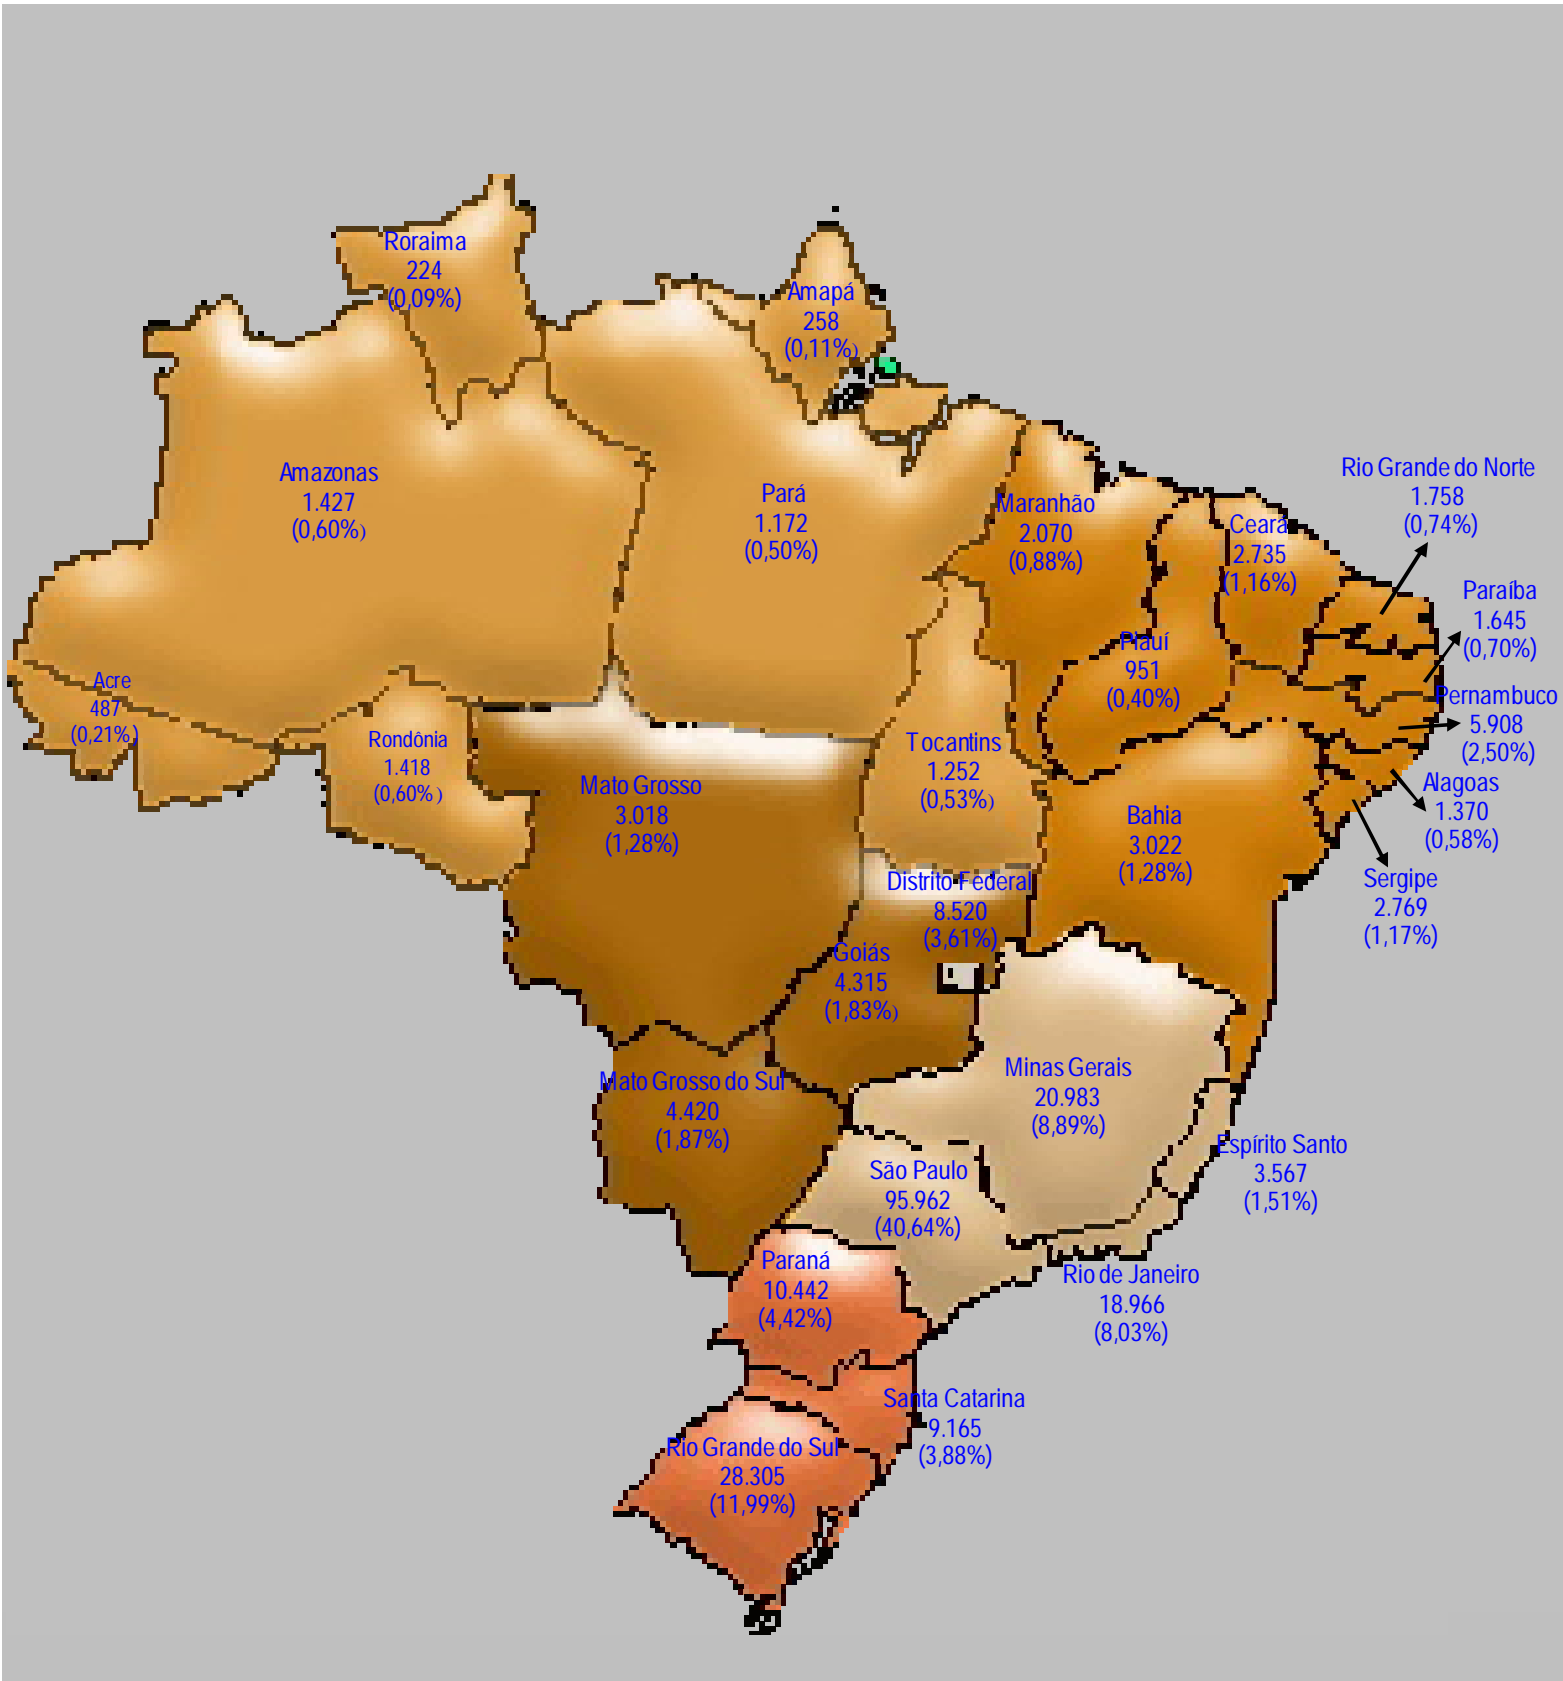 Roraima
224
(0,09%)
Amapá
258
(0,11%)
Amazonas
1.427
(0,60%)
Pará
1.172
(0,50%)
Maranhão
2.070
(0,88%)
Ceará
2.735
(1,16%)
Rio Grande do Norte
1.758
(0,74%)
Paraíba
1.645
(0,70%)
Piauí
951
(0,40%)
Pernambuco
5.908
(2,50%)
Acre
487
(0,21%)
Rondônia
1.418
(0,60%)
Mato Grosso
3.018
(1,28%)
Tocantins
1.252
(0,53%)
Bahia
3.022
(1,28%)
Alagoas
1.370
(0,58%)
Sergipe
2.769
(1,17%)
Distrito Federal
8.520
(3,61%)
Goiás
4.315
(1,83%)
Mato Grosso do Sul
4.420
(1,87%)
Minas Gerais
20.983
(8,89%)
Espírito Santo
3.567
(1,51%)
São Paulo
95.962
(40,64%)
Rio de Janeiro
18.966
(8,03%)
Paraná
10.442
(4,42%)
Santa Catarina
9.165
(3,88%)
Rio Grande do Sul
28.305
(11,99%)